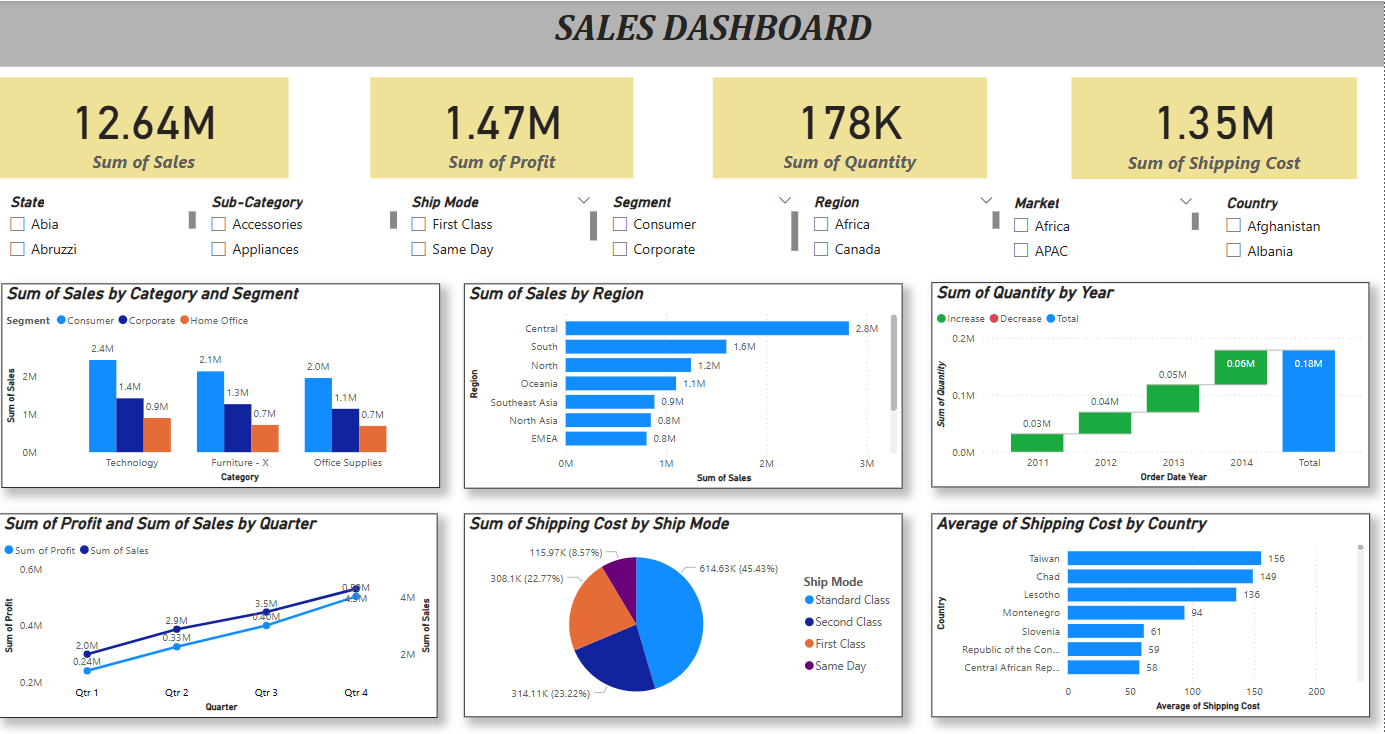 SALES DASHBOARD
12.64M
Sum of Sales
1.47M
Sum of Profit
178K
Sum of Quantity
1.35M
Sum of Shipping Cost
State
Abia
Abruzzi
Sub-Category
Accessories
Appliances
Ship Mode
First Class
Same Day
Segment
Consumer
Corporate
Region
Africa
Canada
Market
Africa
APAC
Country
Afghanistan
Albania
Sum of Sales by Category and Segment
Segment Consumer Corporate Home Office
Sum of Sales
2M
1M
0M
2.4M
1.4M
0.9M
2.1M
1.3M
0.7M
2.0M
1.1M
0.7M
Technology
Furniture - X
Office Supplies
Category
Sum of Sales by Region
Region
Central 2.8M
South 1.6M
North 1.2M
Oceania 1.1M
Southeast Asia 0.9M
North Asia 0.8M
EMEA 0.8M
0M 1M 2M 3M
Sum of Sales
Sum of Quantity by Year
Increase Decrease Total
Sum of Quantity
0.2M
0.1M
0.0M
0.03M
0.04M
0.05M
0.06M
0.18M
2011 2012 2013 2014 Total
Order Date Year
Sum of Profit and Sum of Sales by Quarter
Sum of Profit Sum of Sales
Sum of Profit
0.6M
0.4M
0.2M
2.0M
0.24M
2.9M
0.33M
3.5M
0.40M
4M
2M
Sum of Sales
Qtr 1 Qtr 2 Qtr 3 Qtr 4
Quarter
Sum of Shipping Cost by Ship Mode
115.97K (8.57%)
308.1K (22.77%)
614.63K (45.43%)
314.11K (23.22%)
Ship Mode
Standard Class
Second Class
First Class
Same Day
Average of Shipping Cost by Country
Country
Taiwan 156
Chad 149
Lesotho 136
Montenegro 94
Slovenia 61
Republic of the Con... 59
Central African Rep... 58
0 50 100 150 200
Average of Shipping Cost